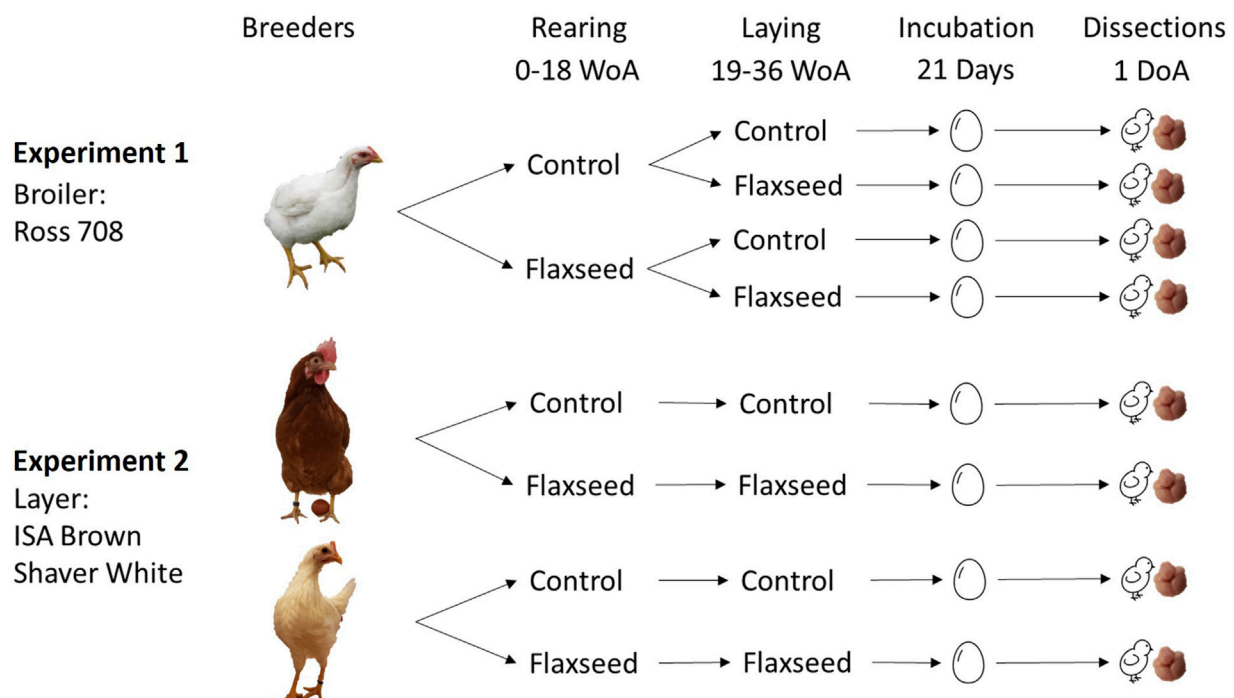 Breeders Rearing Laying Incubation Dissections
0-18 WoA 19-36 WoA 21 Days 1 DoA
Experiment 1
Broiler:
Ross 708
Control
Flaxseed
Control
Flaxseed
Control
Flaxseed
Experiment 2
Layer:
ISA Brown
Shaver White
Control Control
Flaxseed Flaxseed
Control Control
Flaxseed Flaxseed